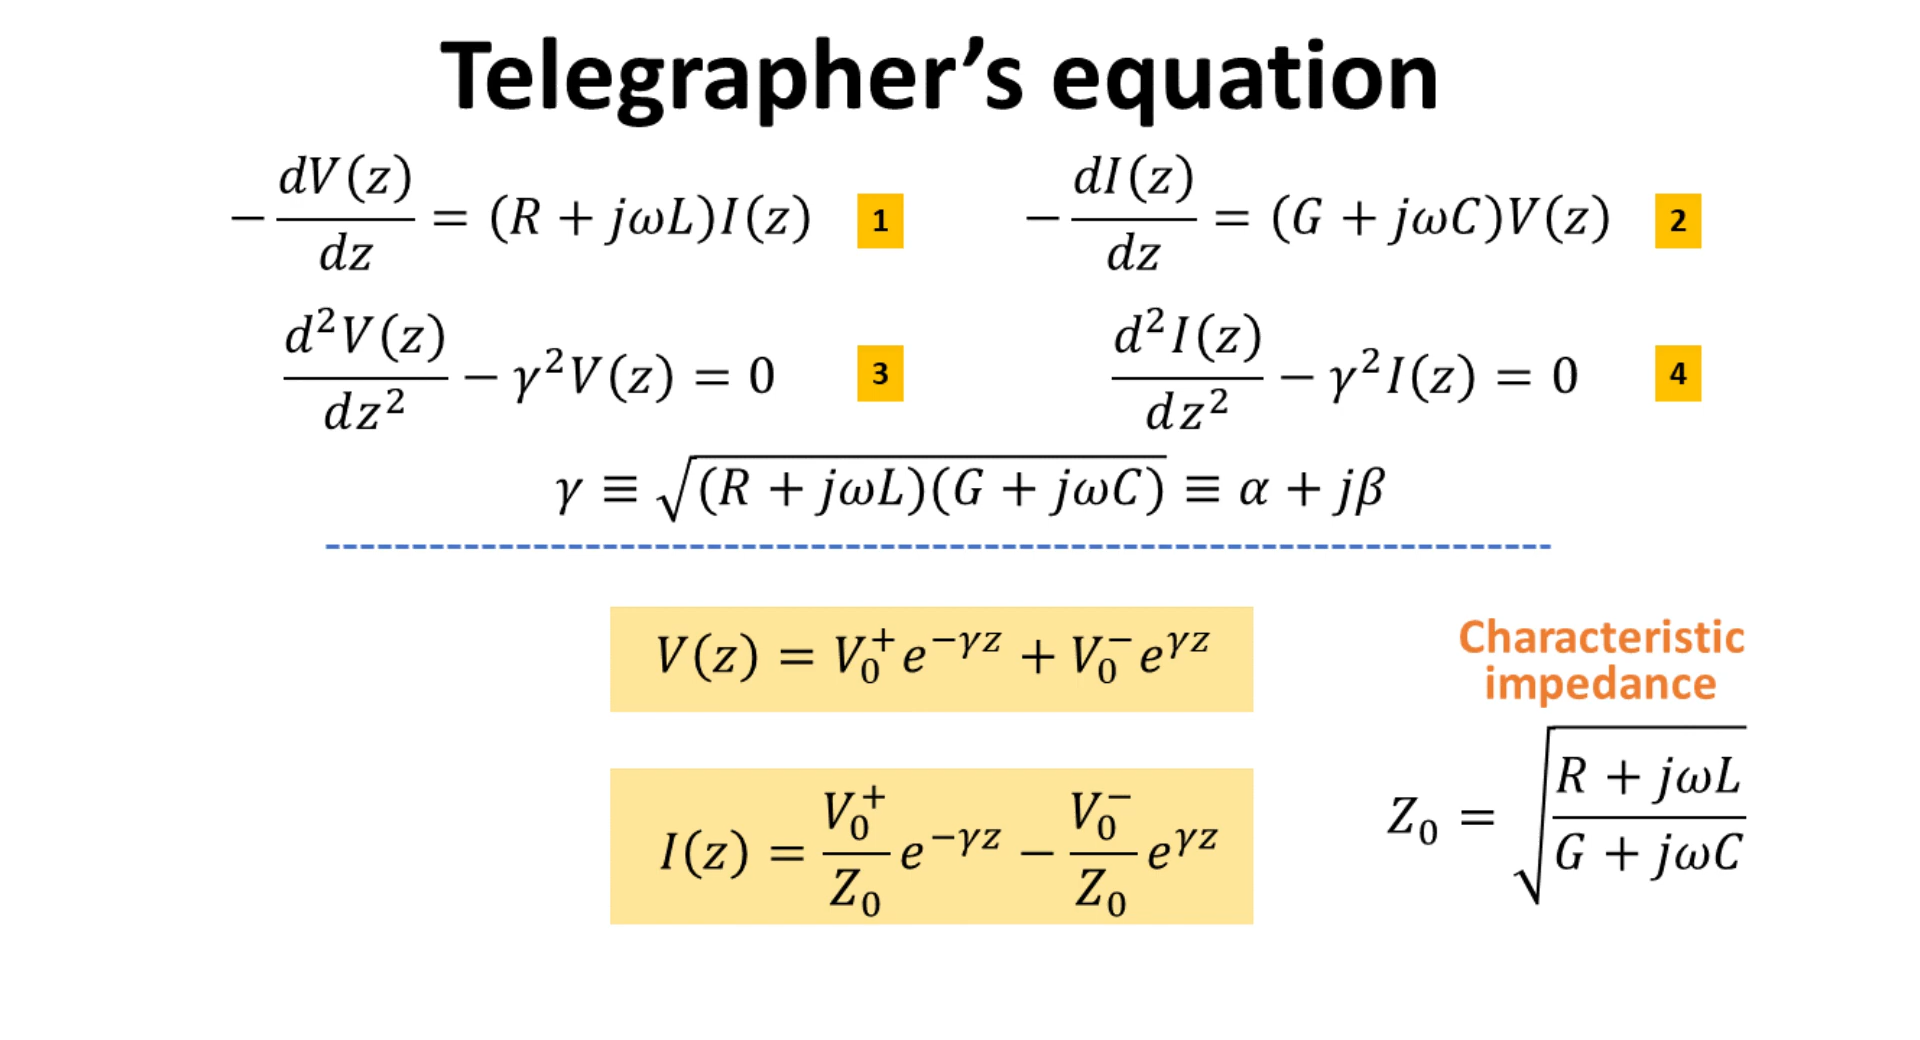 Telegrapher’s equation
−dV(z)/dz = (R + jωL)I(z) 1
−dI(z)/dz = (G + jωC)V(z) 2
d²V(z)/dz² − γ²V(z) = 0 3
d²I(z)/dz² − γ²I(z) = 0 4
γ ≡ √((R + jωL)(G + jωC)) ≡ α + jβ
V(z) = V₀⁺e^(−γz) + V₀⁻e^(γz)
I(z) = V₀⁺/Z₀ e^(−γz) − V₀⁻/Z₀ e^(γz)
Characteristic
impedance
Z₀ = √((R + jωL)/(G + jωC))